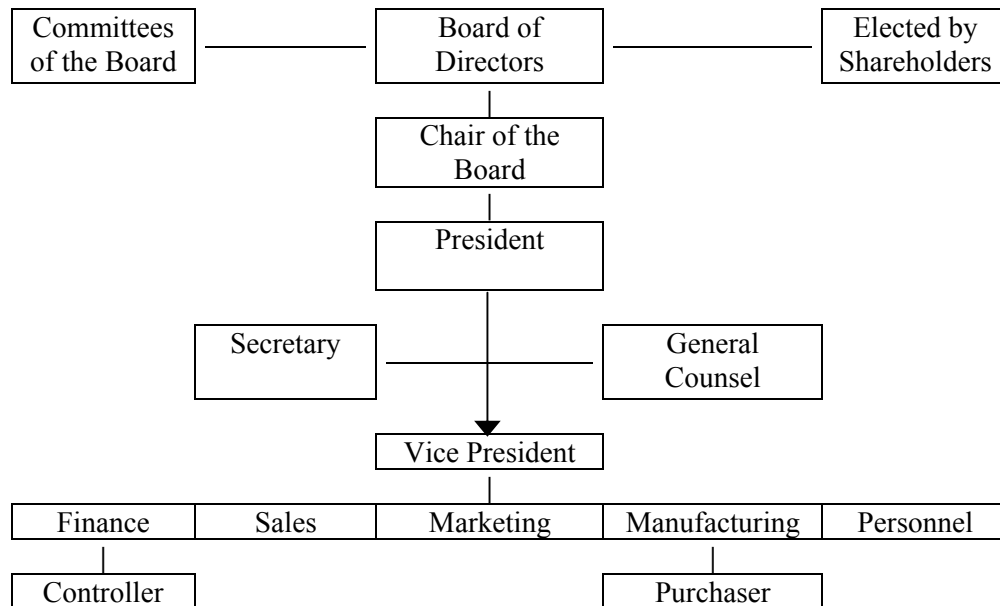 Committees
of the Board
Board of
Directors
Elected by
Shareholders
Chair of the
Board
President
Secretary
General
Counsel
Vice President
Finance
Sales
Marketing
Manufacturing
Personnel
Controller
Purchaser